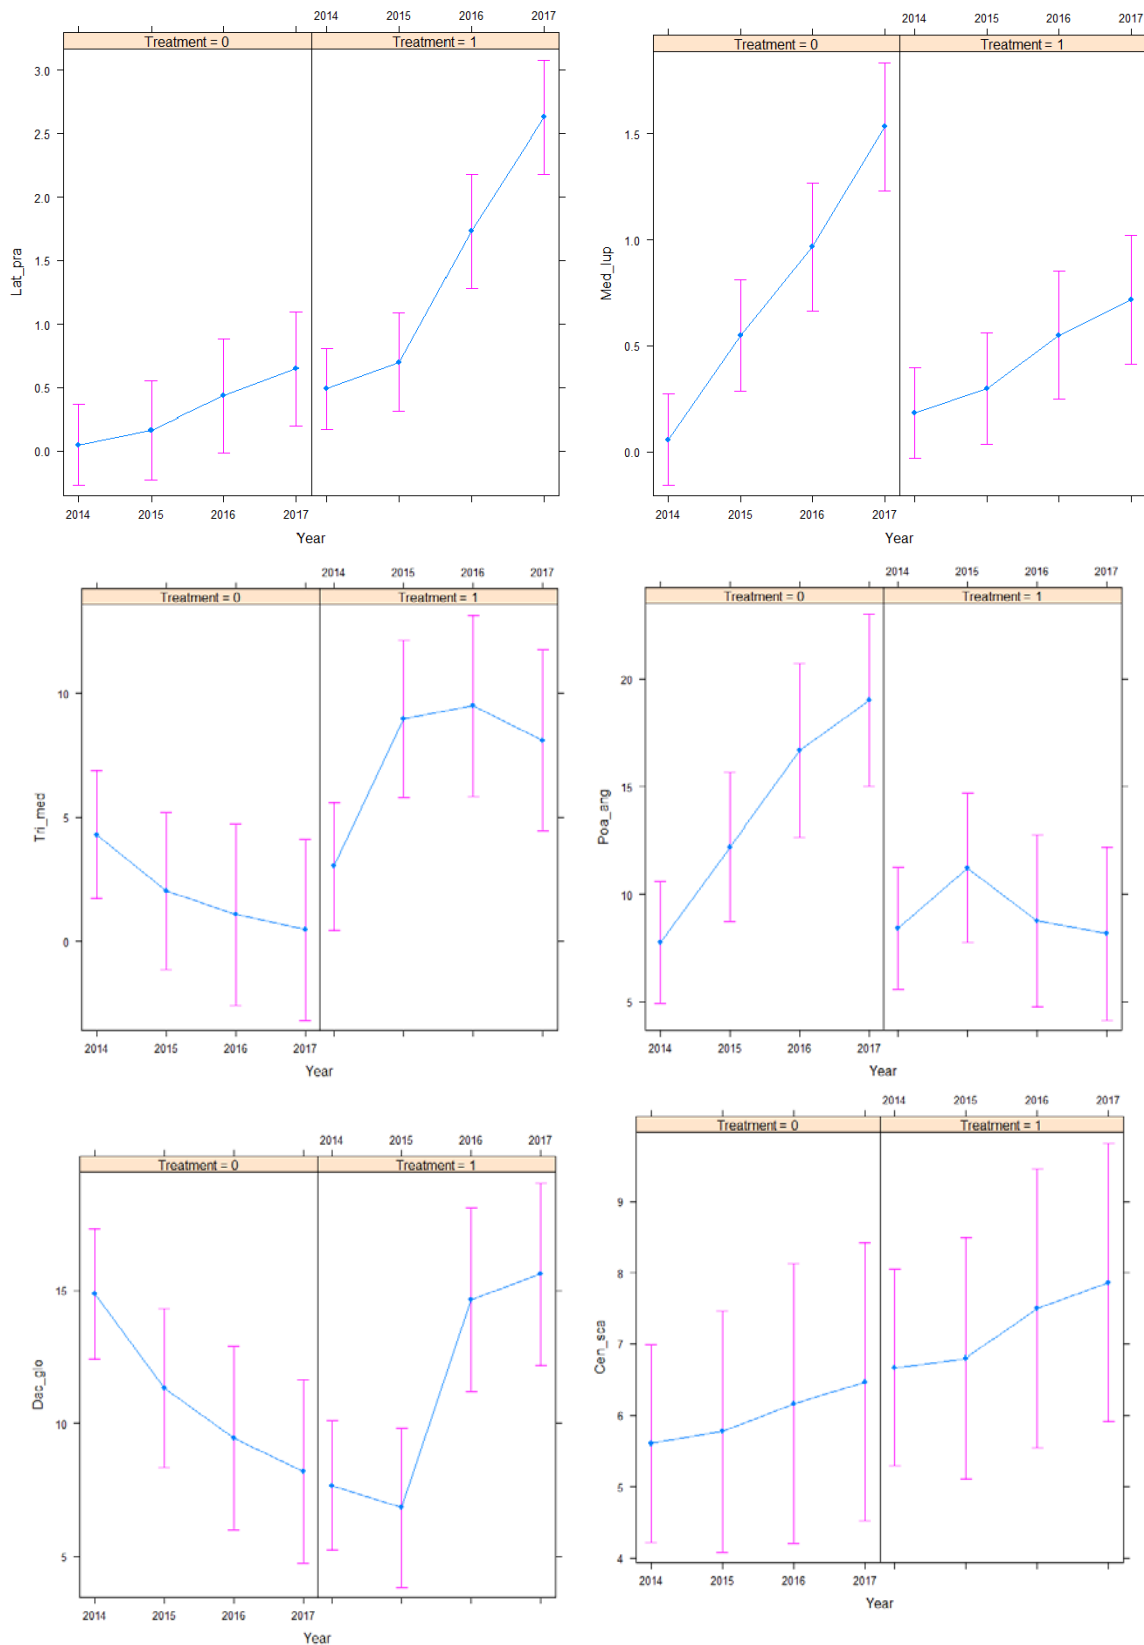 2014 2015 2016 2017
Treatment = 0 Treatment = 1
3.0
2.5
2.0
1.5
1.0
0.5
0.0
Lat_pra
2014 2015 2016 2017
Year
2014 2015 2016 2017
Treatment = 0 Treatment = 1
1.5
1.0
0.5
0.0
Med_lup
2014 2015 2016 2017
Year
2014 2015 2016 2017
Treatment = 0 Treatment = 1
10
5
0
Tri_med
2014 2015 2016 2017
Year
2014 2015 2016 2017
Treatment = 0 Treatment = 1
20
15
10
5
Poa_ang
2014 2015 2016 2017
Year
2014 2015 2016 2017
Treatment = 0 Treatment = 1
15
10
5
Dac_glo
2014 2015 2016 2017
Year
2014 2015 2016 2017
Treatment = 0 Treatment = 1
9
8
7
6
5
4
Cen_sca
2014 2015 2016 2017
Year